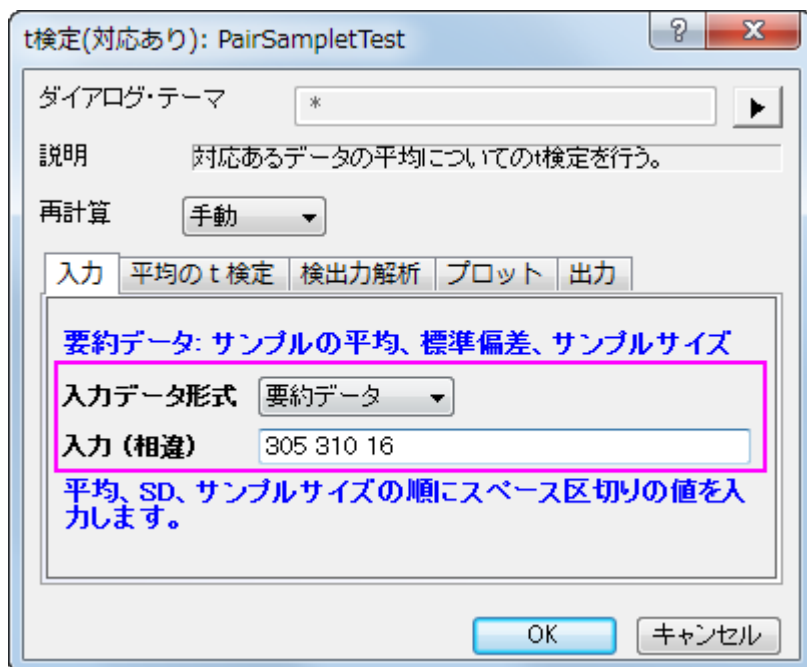 t検定(対応あり): PairSampletTest
ダイアログ・テーマ *
説明 対応あるデータの平均についてのt検定を行う。
再計算 手動
入力 平均のｔ検定 検出力解析 プロット 出力
要約データ: サンプルの平均、標準偏差、サンプルサイズ
入力データ形式 要約データ
入力 (相違) 305 310 16
平均、SD、サンプルサイズの順にスペース区切りの値を入
力します。
OK キャンセル